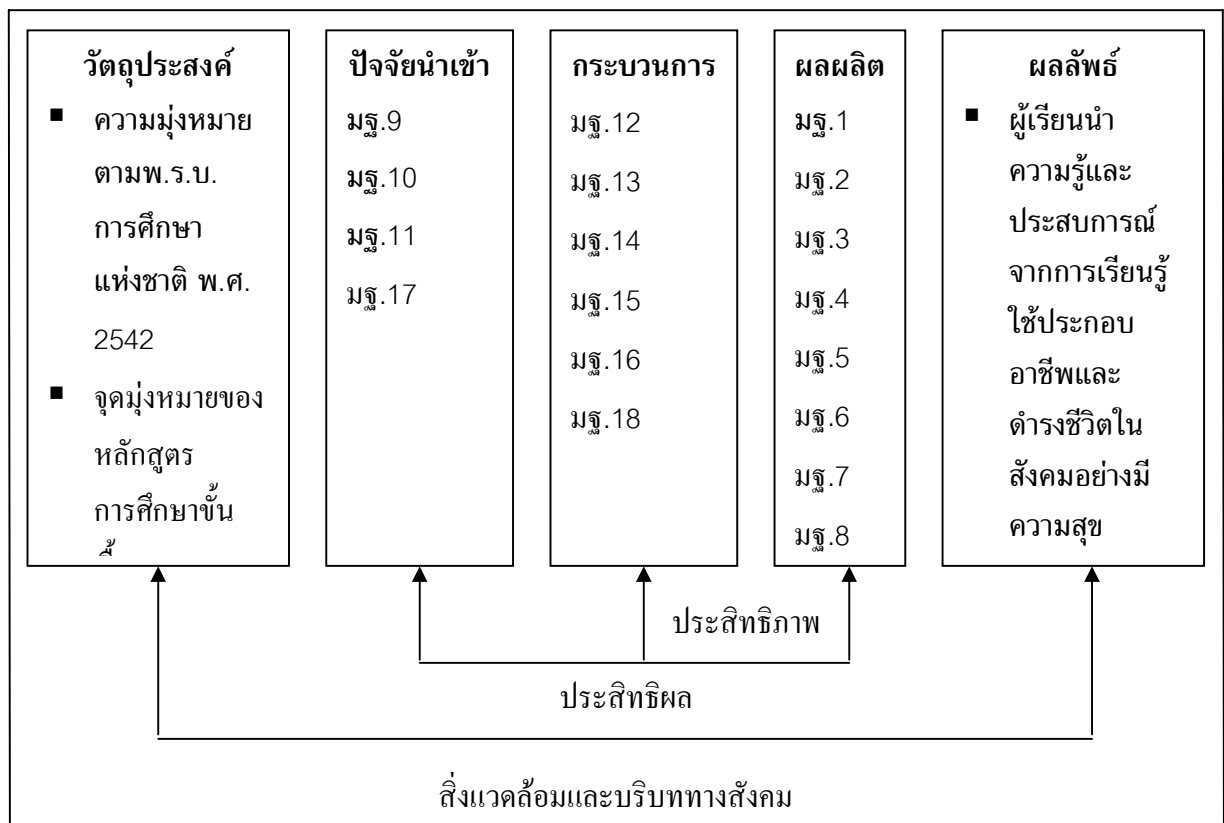 วัตถุประสงค์
■ ความมุ่งหมาย
ตามพ.ร.บ.
การศึกษา
แห่งชาติ พ.ศ.
2542
■ จุดมุ่งหมายของ
หลักสูตร
การศึกษาขั้น
ปัจจัยนำเข้า
มฐ.9
มฐ.10
มฐ.11
มฐ.17
กระบวนการ
มฐ.12
มฐ.13
มฐ.14
มฐ.15
มฐ.16
มฐ.18
ผลผลิต
มฐ.1
มฐ.2
มฐ.3
มฐ.4
มฐ.5
มฐ.6
มฐ.7
มฐ.8
ผลลัพธ์
■ ผู้เรียนนำ
ความรู้และ
ประสบการณ์
จากการเรียนรู้
ใช้ประกอบ
อาชีพและ
ดำรงชีวิตใน
สังคมอย่างมี
ความสุข
ประสิทธิภาพ
ประสิทธิผล
สิ่งแวดล้อมและบริบททางสังคม